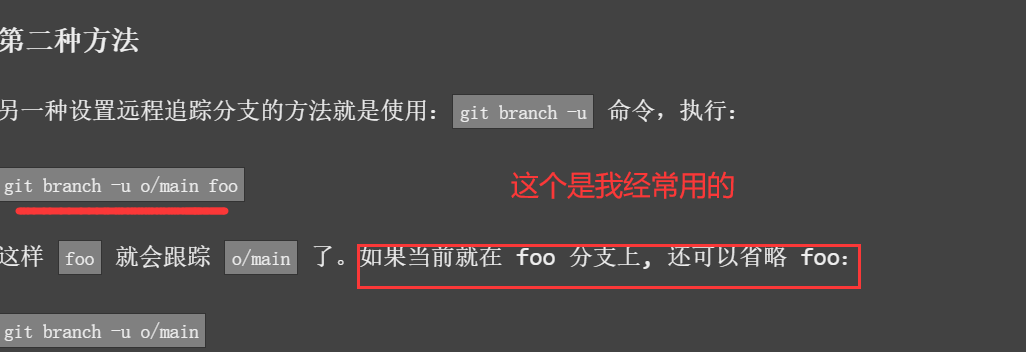 第二种方法
另一种设置远程追踪分支的方法就是使用：git branch -u 命令，执行：
git branch -u o/main foo
这个是我经常用的
这样 foo 就会跟踪 o/main 了。如果当前就在 foo 分支上, 还可以省略 foo：
git branch -u o/main